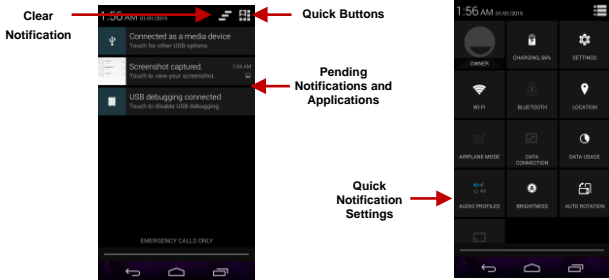 Clear
Notification
Quick Buttons
Pending
Notifications and
Applications
Quick
Notification
Settings
1:56 AM 01/01/2015
Connected as a media device
Touch for other USB options.
Screenshot captured.
1:54 AM
Touch to view your screenshot.
USB debugging connected
Touch to disable USB debugging.
EMERGENCY CALLS ONLY
1:56 AM 01/01/2015
OWNER
CHARGING, 66%
SETTINGS
WI-FI
BLUETOOTH
LOCATION
AIRPLANE MODE
DATA
CONNECTION
DATA USAGE
AUDIO PROFILES
BRIGHTNESS
AUTO ROTATION